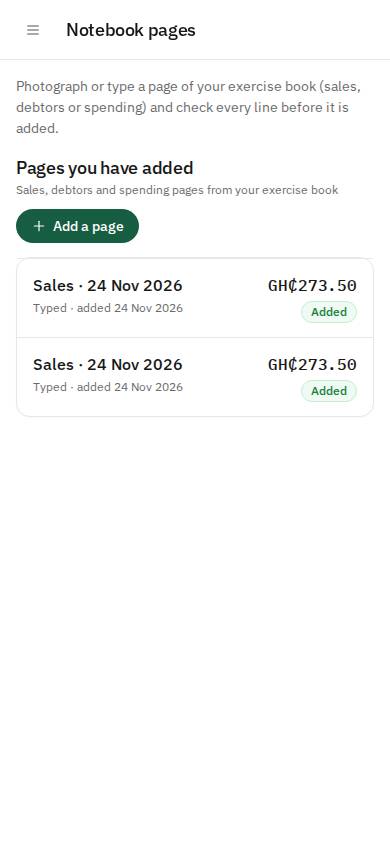 Notebook pages
Photograph or type a page of your exercise book (sales,
debtors or spending) and check every line before it is
added.
Pages you have added
Sales, debtors and spending pages from your exercise book
+ Add a page
Sales · 24 Nov 2026
GH₵273.50
Typed · added 24 Nov 2026
Added
Sales · 24 Nov 2026
GH₵273.50
Typed · added 24 Nov 2026
Added